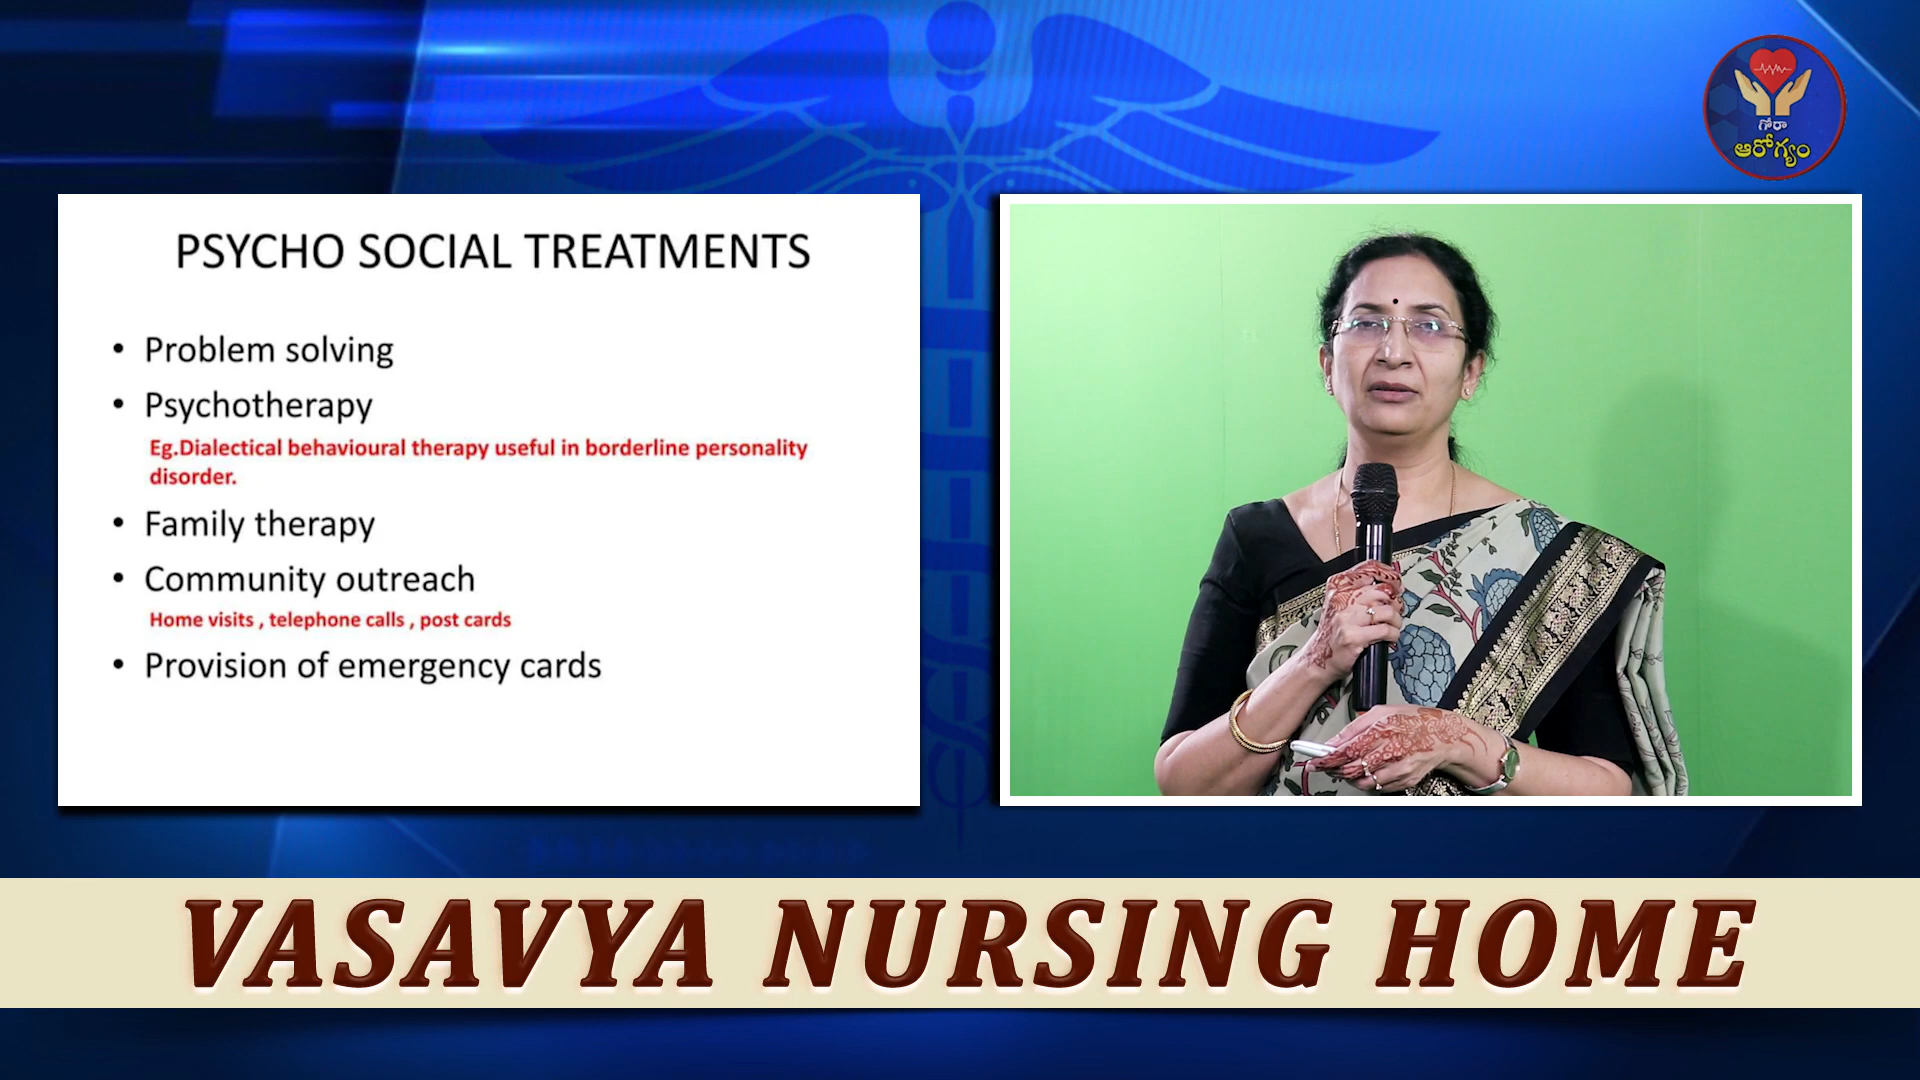 గోరా
ఆరోగ్యం
PSYCHO SOCIAL TREATMENTS
• Problem solving
• Psychotherapy
Eg.Dialectical behavioural therapy useful in borderline personality
disorder.
• Family therapy
• Community outreach
Home visits , telephone calls , post cards
• Provision of emergency cards
VASAVYA NURSING HOME